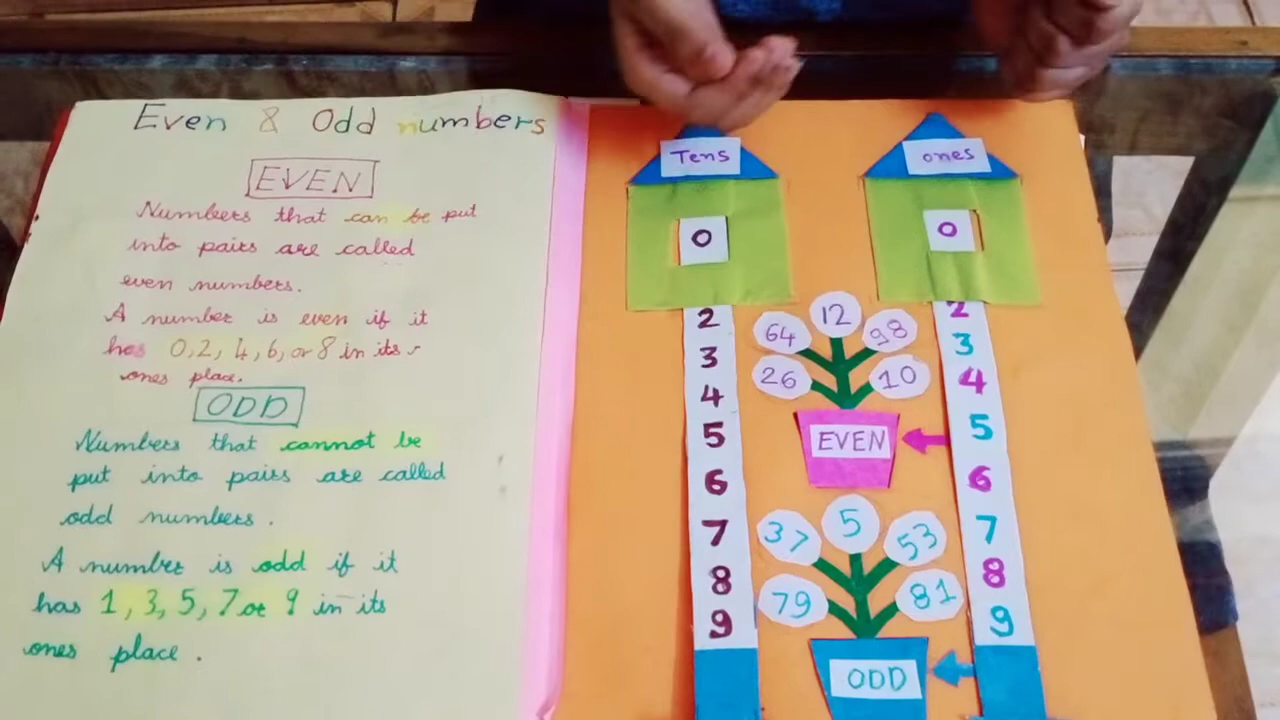 Even & Odd numbers
EVEN
Numbers that can be put
into pairs are called
even numbers.
A number is even if it
has 0,2, 4, 6, or 8 in its
ones place.
ODD
Numbers that cannot be
put into pairs are called
odd numbers.
A number is odd if it
has 1, 3, 5, 7 or 9 in its
ones place.
Tens
0
2
3
4
5
6
7
8
9
ones
0
2
3
4
5
6
7
8
9
64
12
98
26
10
EVEN
37
5
53
79
81
ODD